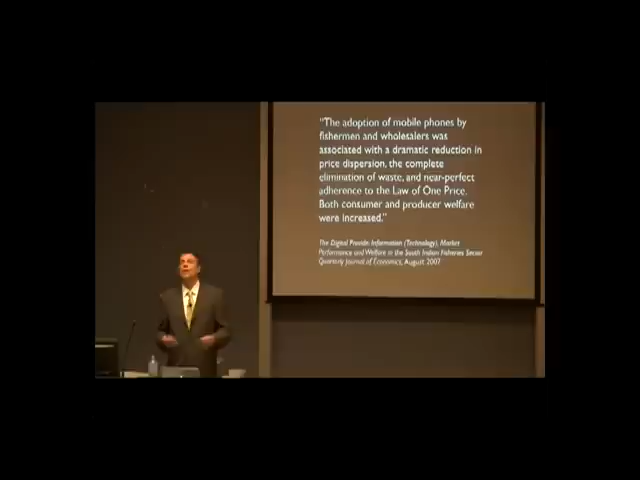 "The adoption of mobile phones by
fishermen and wholesalers was
associated with a dramatic reduction in
price dispersion, the complete
elimination of waste, and near-perfect
adherence to the Law of One Price.
Both consumer and producer welfare
were increased."
The Digital Provide: Information (Technology), Market
Performance and Welfare in the South Indian Fisheries Sector
Quarterly Journal of Economics, August 2007